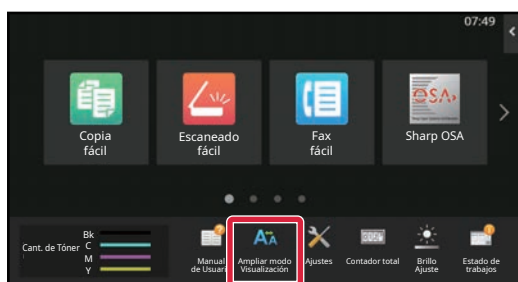 07:49
Copia
fácil
Escaneado
fácil
Fax
fácil
OSA
Sharp OSA
Cant. de Tóner
Bk
C
M
Y
Manual
de Usuari
Ampliar modo
Visualización
Ajustes
Contador total
Brillo
Ajuste
Estado de
trabajos